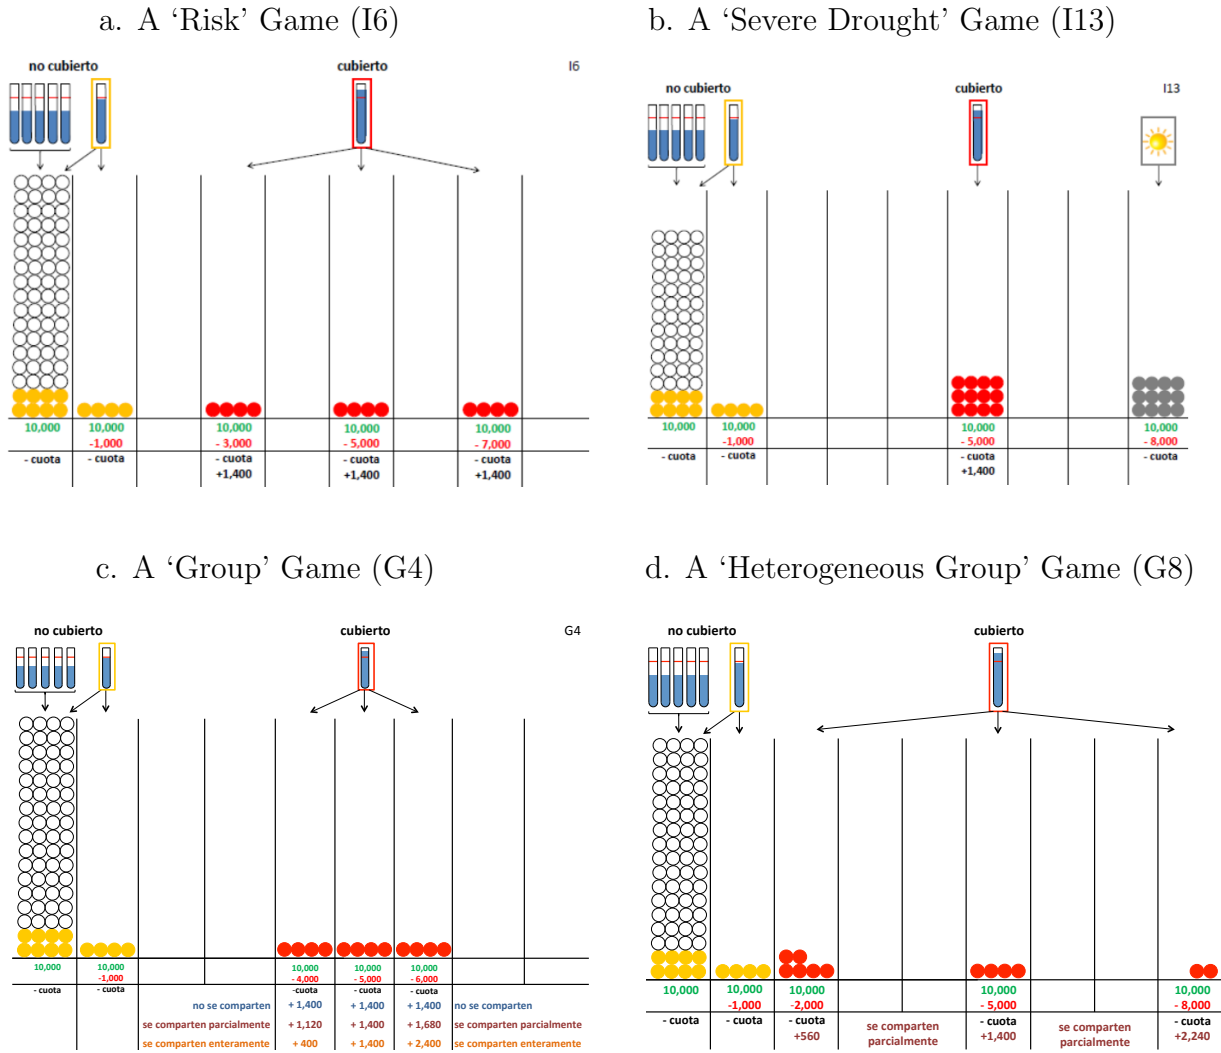 a. A ‘Risk’ Game (I6)
no cubierto
cubierto
I6
10,000
10,000
10,000
10,000
10,000
-1,000
- 3,000
- 5,000
- 7,000
- cuota
- cuota
- cuota
- cuota
- cuota
+1,400
+1,400
+1,400
b. A ‘Severe Drought’ Game (I13)
no cubierto
cubierto
I13
10,000
10,000
10,000
10,000
-1,000
- 5,000
- 8,000
- cuota
- cuota
- cuota
- cuota
+1,400
c. A ‘Group’ Game (G4)
no cubierto
cubierto
G4
10,000
10,000
10,000
10,000
10,000
-1,000
- 4,000
- 5,000
- 6,000
- cuota
- cuota
- cuota
- cuota
- cuota
no se comparten + 1,400 + 1,400 + 1,400 no se comparten
se comparten parcialmente + 1,120 + 1,400 + 1,680 se comparten parcialmente
se comparten enteramente + 400 + 1,400 + 2,400 se comparten enteramente
d. A ‘Heterogeneous Group’ Game (G8)
no cubierto
cubierto
10,000
10,000
10,000
10,000
10,000
-1,000
-2,000
- 5,000
- 8,000
- cuota
- cuota
- cuota
- cuota
- cuota
+560
se comparten
parcialmente
+1,400
se comparten
parcialmente
+2,240